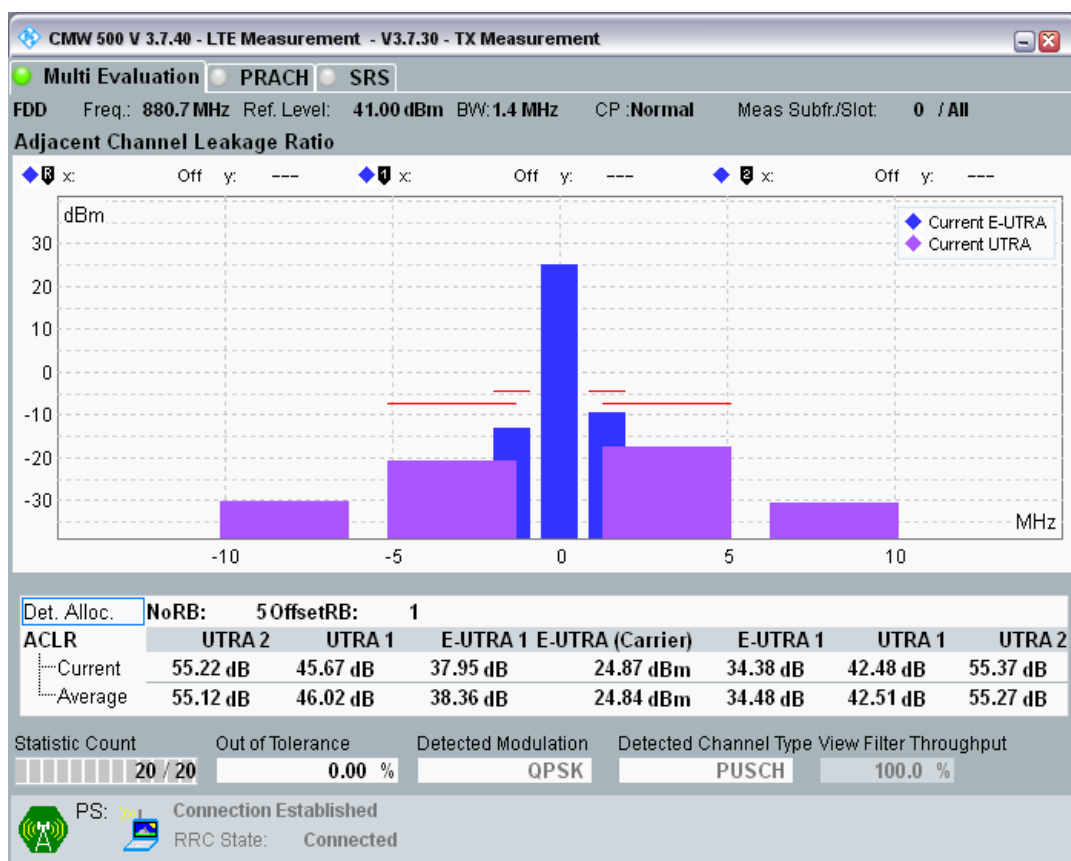 CMW 500 V 3.7.40 - LTE Measurement - V3.7.30 - TX Measurement
Multi Evaluation PRACH SRS
FDD Freq.: 880.7 MHz Ref. Level: 41.00 dBm BW: 1.4 MHz CP :Normal Meas Subfr./Slot: 0 / All
Adjacent Channel Leakage Ratio
R x: Off y: --- 1 x: Off y: --- 2 x: Off y: ---
dBm
Current E-UTRA
Current UTRA
30
20
10
0
-10
-20
-30
MHz
-10 -5 0 5 10
Det. Alloc. NoRB: 5 OffsetRB: 1
ACLR UTRA 2 UTRA 1 E-UTRA 1 E-UTRA (Carrier) E-UTRA 1 UTRA 1 UTRA 2
Current 55.22 dB 45.67 dB 37.95 dB 24.87 dBm 34.38 dB 42.48 dB 55.37 dB
Average 55.12 dB 46.02 dB 38.36 dB 24.84 dBm 34.48 dB 42.51 dB 55.27 dB
Statistic Count Out of Tolerance Detected Modulation Detected Channel Type View Filter Throughput
20 / 20 0.00 % QPSK PUSCH 100.0 %
PS: Connection Established
RRC State: Connected